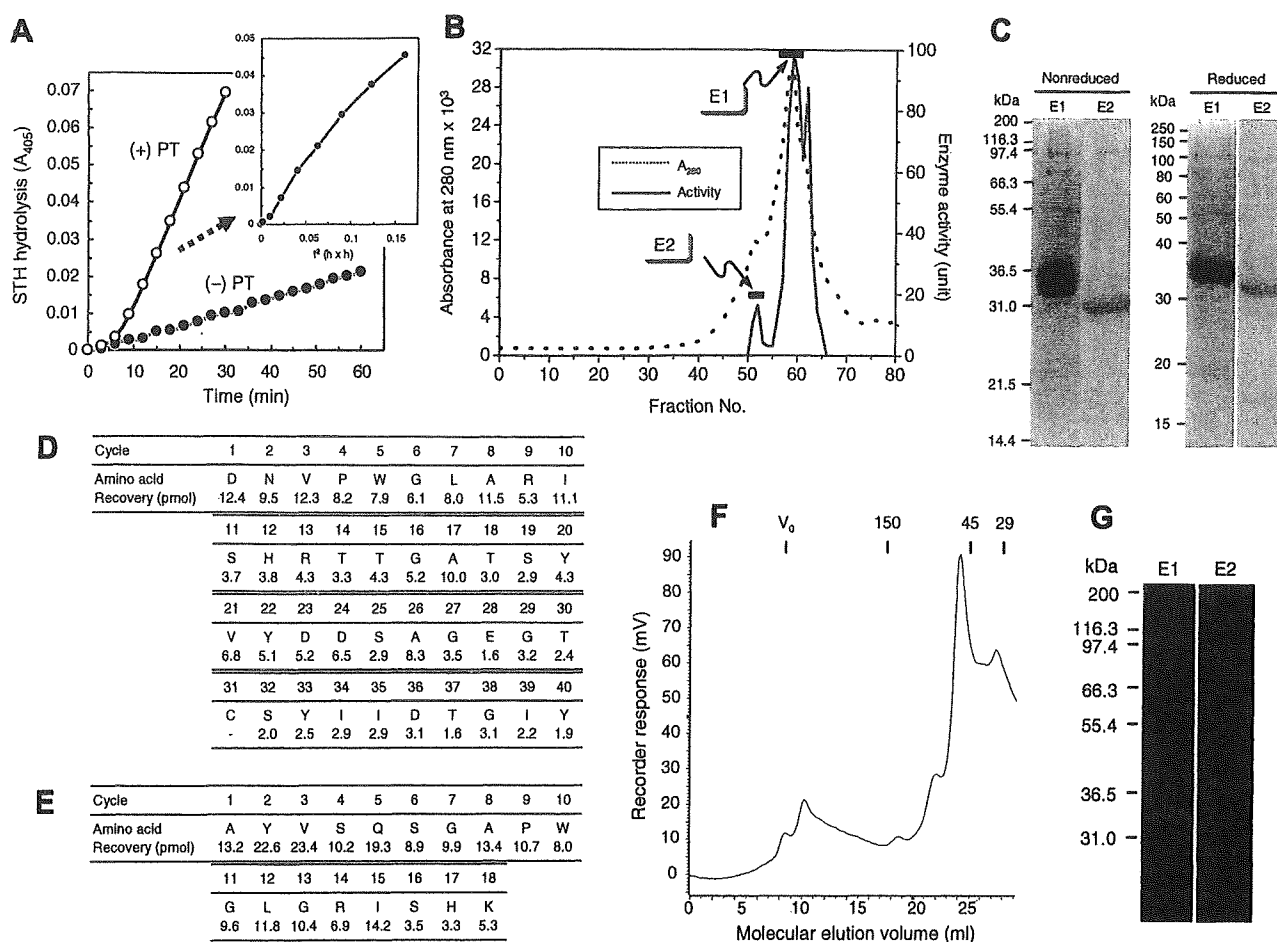 A
STH hydrolysis (A405)
0.07
0.06
0.05
0.04
0.03
0.02
0.01
0
(+) PT
(−) PT
0 10 20 30 40 50 60
Time (min)
0.05
0.04
0.03
0.02
0.01
0
0 0.05 0.1 0.15
t² (h x h)
B
Absorbance at 280 nm x 10³
32
28
24
20
16
12
8
4
0
E1
E2
A280
Activity
100
80
60
40
20
0
Enzyme activity (unit)
0 10 20 30 40 50 60 70 80
Fraction No.
C
Nonreduced
kDa E1 E2
200
116.3
97.4
66.3
55.4
36.5
31.0
21.5
14.4
Reduced
kDa E1 E2
250
150
100
80
60
50
40
30
20
15
D
Cycle 1 2 3 4 5 6 7 8 9 10
Amino acid D N V P W G L A R I
Recovery (pmol) 12.4 9.5 12.3 8.2 7.9 6.1 8.0 11.5 5.3 11.1
11 12 13 14 15 16 17 18 19 20
S H R T T G A T S Y
3.7 3.8 4.3 3.3 4.3 5.2 10.0 3.0 2.9 4.3
21 22 23 24 25 26 27 28 29 30
V Y D D S A G E G T
6.8 5.1 5.2 6.5 2.9 8.3 3.5 1.6 3.2 2.4
31 32 33 34 35 36 37 38 39 40
C S Y I I D T G I Y
- 2.0 2.5 2.9 2.9 3.1 1.6 3.1 2.2 1.9
E
Cycle 1 2 3 4 5 6 7 8 9 10
Amino acid A Y V S Q S G A P W
Recovery (pmol) 13.2 22.6 23.4 10.2 19.3 8.9 9.9 13.4 10.7 8.0
11 12 13 14 15 16 17 18
G L G R I S H K
9.6 11.8 10.4 6.9 14.2 3.5 3.3 5.3
F
V0 150 45 29
Recorder response (mV)
90
80
70
60
50
40
30
20
10
0
0 10 20 30
Molecular elution volume (ml)
G
kDa E1 E2
200
116.3
97.4
66.3
55.4
36.5
31.0